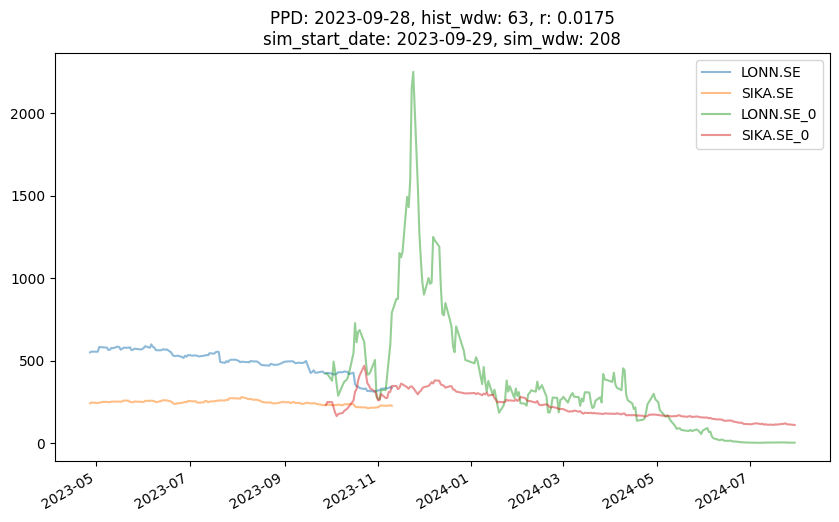 PPD: 2023-09-28, hist_wdw: 63, r: 0.0175
sim_start_date: 2023-09-29, sim_wdw: 208
LONN.SE
SIKA.SE
LONN.SE_0
SIKA.SE_0
2000
1500
1000
500
0
2023-05
2023-07
2023-09
2023-11
2024-01
2024-03
2024-05
2024-07